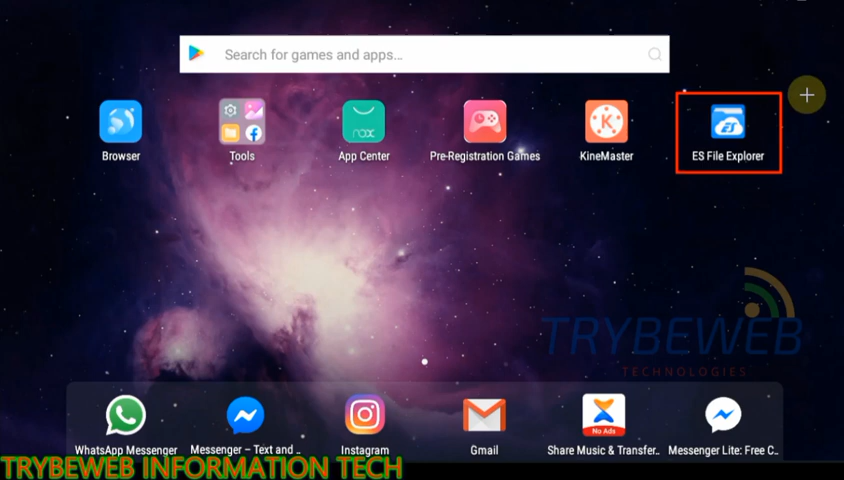 Search for games and apps...
Browser
Tools
nox
App Center
Pre-Registration Games
K
KineMaster
ES
ES File Explorer
TRYBEWEB
TECHNOLOGIES
WhatsApp Messenger
Messenger – Text and ..
Instagram
Gmail
No Ads
Share Music & Transfer..
Messenger Lite: Free C..
TRYBEWEB INFORMATION TECH